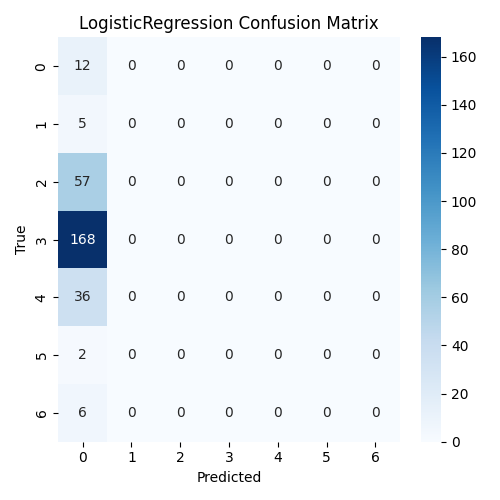 LogisticRegression Confusion Matrix
0 12 0 0 0 0 0 0
1 5 0 0 0 0 0 0
2 57 0 0 0 0 0 0
3 168 0 0 0 0 0 0
4 36 0 0 0 0 0 0
5 2 0 0 0 0 0 0
6 6 0 0 0 0 0 0
0 1 2 3 4 5 6
Predicted
True
160
140
120
100
80
60
40
20
0